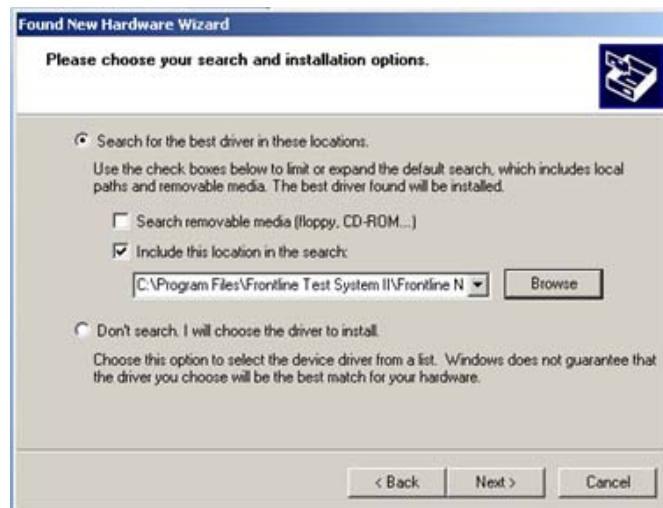 Found New Hardware Wizard
Please choose your search and installation options.
Search for the best driver in these locations.
Use the check boxes below to limit or expand the default search, which includes local
paths and removable media. The best driver found will be installed.
Search removable media (floppy, CD-ROM...)
Include this location in the search:
C:\Program Files\Frontline Test System II\Frontline N
Browse
Don't search. I will choose the driver to install.
Choose this option to select the device driver from a list. Windows does not guarantee that
the driver you choose will be the best match for your hardware.
< Back
Next >
Cancel